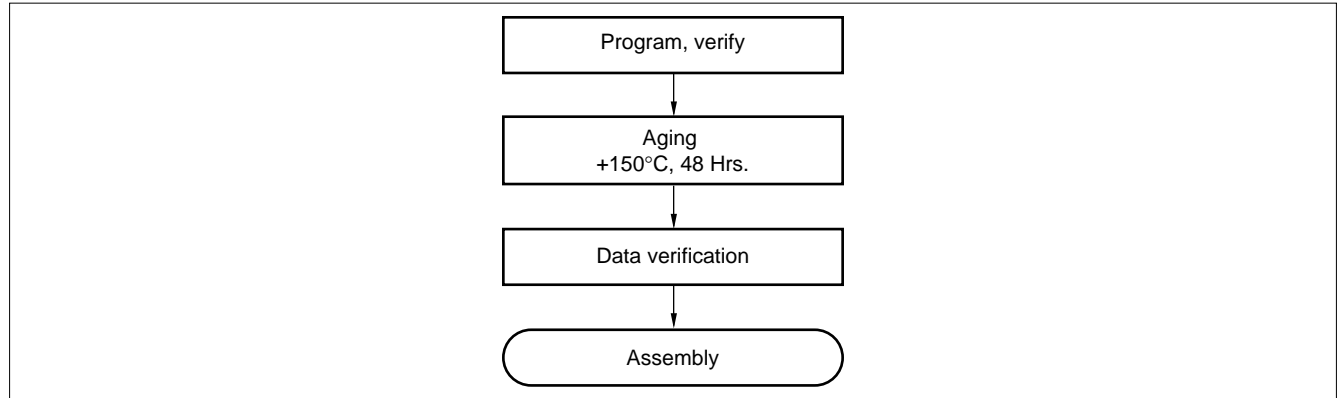 Program, verify
Aging
+150°C, 48 Hrs.
Data verification
Assembly